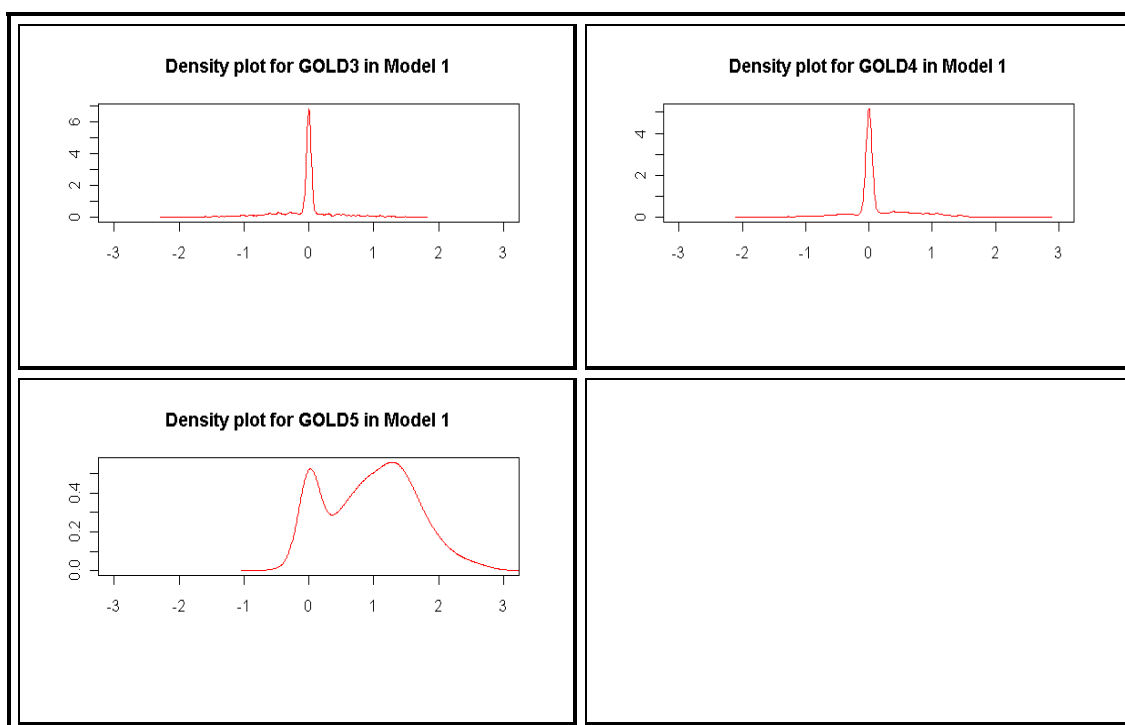 Density plot for GOLD3 in Model 1
0 2 4 6
-3 -2 -1 0 1 2 3
Density plot for GOLD4 in Model 1
0 2 4
-3 -2 -1 0 1 2 3
Density plot for GOLD5 in Model 1
0.0 0.2 0.4
-3 -2 -1 0 1 2 3